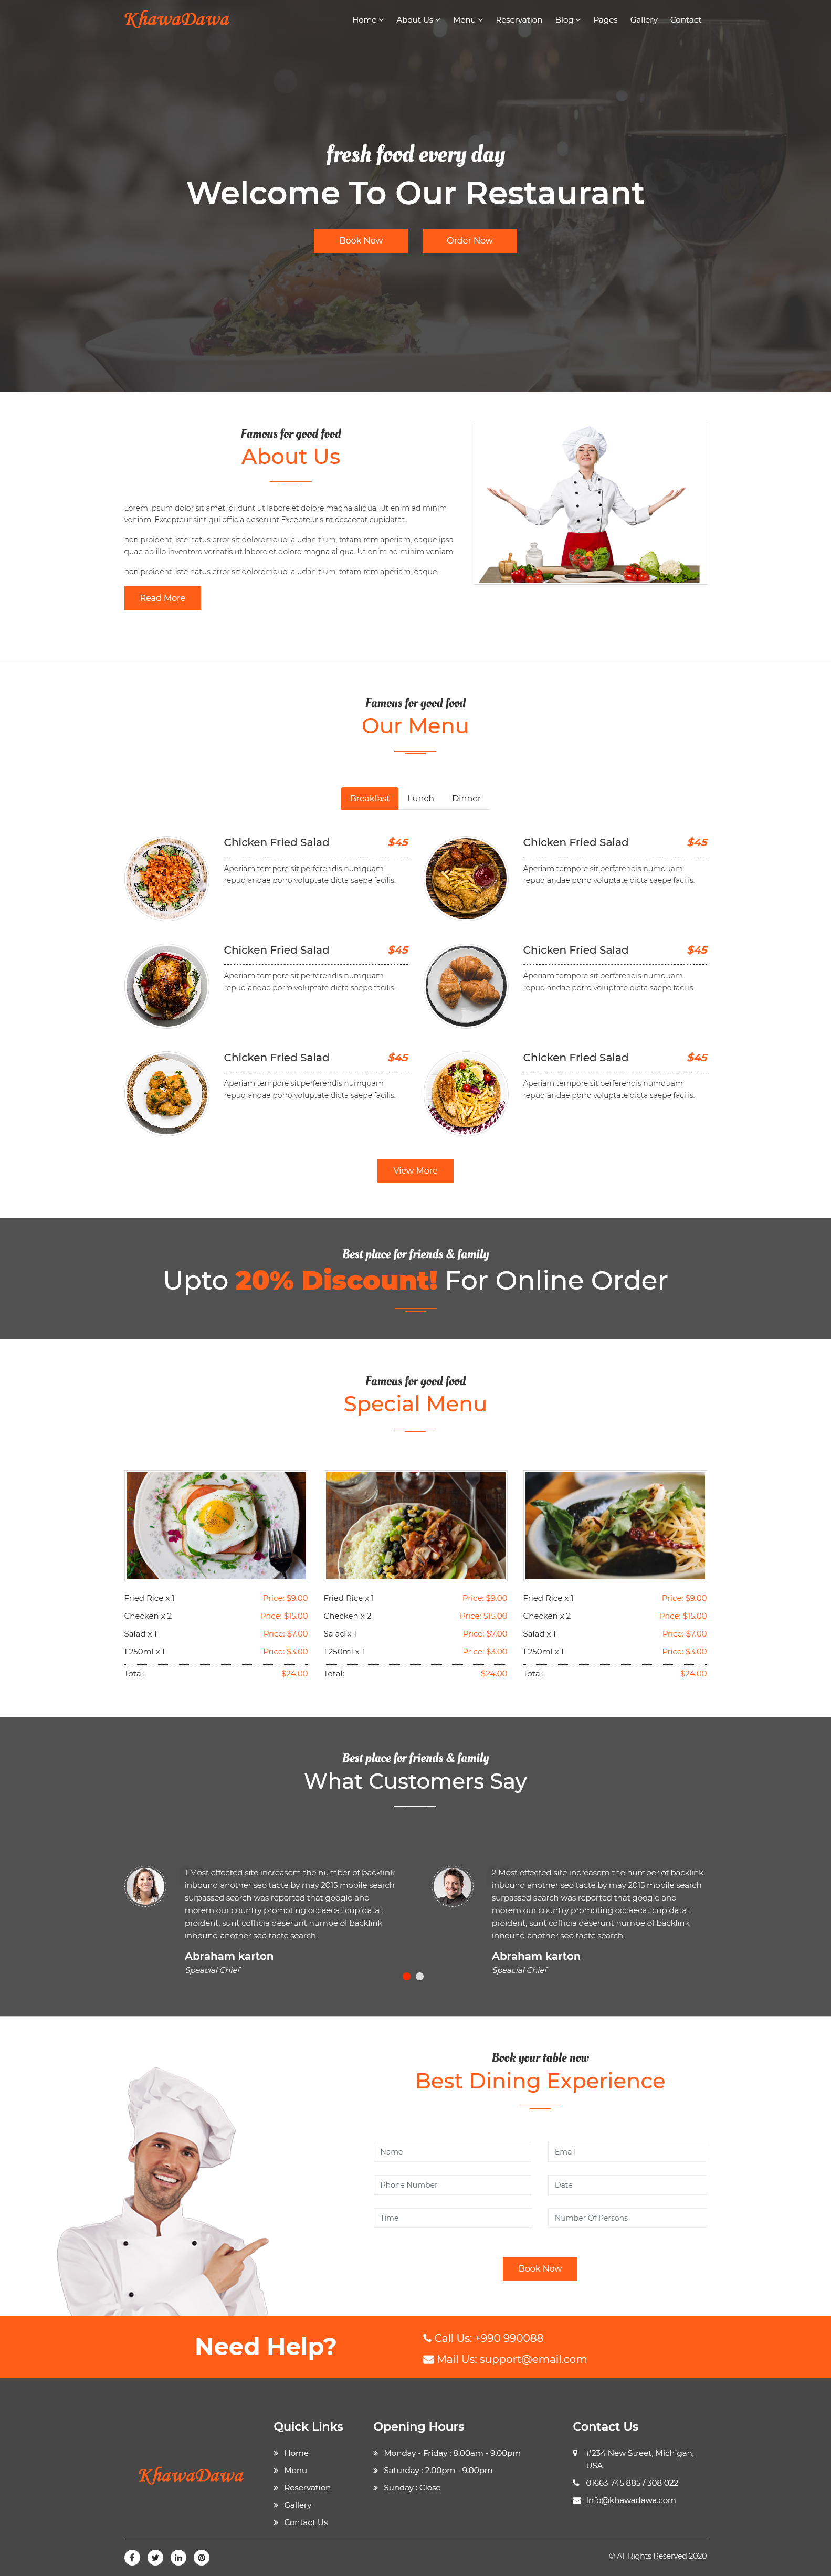 KhawaDawa
Home About Us Menu Reservation Blog Pages Gallery Contact
fresh food every day
Welcome To Our Restaurant
Book Now Order Now
Famous for good food
About Us
Lorem ipsum dolor sit amet, di dunt ut labore et dolore magna aliqua. Ut enim ad minim
veniam. Excepteur sint qui officia deserunt Excepteur sint occaecat cupidatat.
non proident, iste natus error sit doloremque la udan tium, totam rem aperiam, eaque ipsa
quae ab illo inventore veritatis ut labore et dolore magna aliqua. Ut enim ad minim veniam
non proident, iste natus error sit doloremque la udan tium, totam rem aperiam, eaque.
Read More
Famous for good food
Our Menu
Breakfast Lunch Dinner
Chicken Fried Salad $45
Aperiam tempore sit,perferendis numquam
repudiandae porro voluptate dicta saepe facilis.
Chicken Fried Salad $45
Aperiam tempore sit,perferendis numquam
repudiandae porro voluptate dicta saepe facilis.
Chicken Fried Salad $45
Aperiam tempore sit,perferendis numquam
repudiandae porro voluptate dicta saepe facilis.
Chicken Fried Salad $45
Aperiam tempore sit,perferendis numquam
repudiandae porro voluptate dicta saepe facilis.
Chicken Fried Salad $45
Aperiam tempore sit,perferendis numquam
repudiandae porro voluptate dicta saepe facilis.
Chicken Fried Salad $45
Aperiam tempore sit,perferendis numquam
repudiandae porro voluptate dicta saepe facilis.
View More
Best place for friends & family
Upto 20% Discount! For Online Order
Famous for good food
Special Menu
Fried Rice x 1 Price: $9.00
Checken x 2 Price: $15.00
Salad x 1 Price: $7.00
1 250ml x 1 Price: $3.00
Total: $24.00
Fried Rice x 1 Price: $9.00
Checken x 2 Price: $15.00
Salad x 1 Price: $7.00
1 250ml x 1 Price: $3.00
Total: $24.00
Fried Rice x 1 Price: $9.00
Checken x 2 Price: $15.00
Salad x 1 Price: $7.00
1 250ml x 1 Price: $3.00
Total: $24.00
Best place for friends & family
What Customers Say
1 Most effected site increasem the number of backlink
inbound another seo tacte by may 2015 mobile search
surpassed search was reported that google and
morem our country promoting occaecat cupidatat
proident, sunt cofficia deserunt numbe of backlink
inbound another seo tacte search.
Abraham karton
Speacial Chief
2 Most effected site increasem the number of backlink
inbound another seo tacte by may 2015 mobile search
surpassed search was reported that google and
morem our country promoting occaecat cupidatat
proident, sunt cofficia deserunt numbe of backlink
inbound another seo tacte search.
Abraham karton
Speacial Chief
Book your table now
Best Dining Experience
Name Email
Phone Number Date
Time Number Of Persons
Book Now
Need Help?
Call Us: +990 990088
Mail Us: support@email.com
KhawaDawa
Quick Links
Home
Menu
Reservation
Gallery
Contact Us
Opening Hours
Monday - Friday : 8.00am - 9.00pm
Saturday : 2.00pm - 9.00pm
Sunday : Close
Contact Us
#234 New Street, Michigan,
USA
01663 745 885 / 308 022
Info@khawadawa.com
© All Rights Reserved 2020